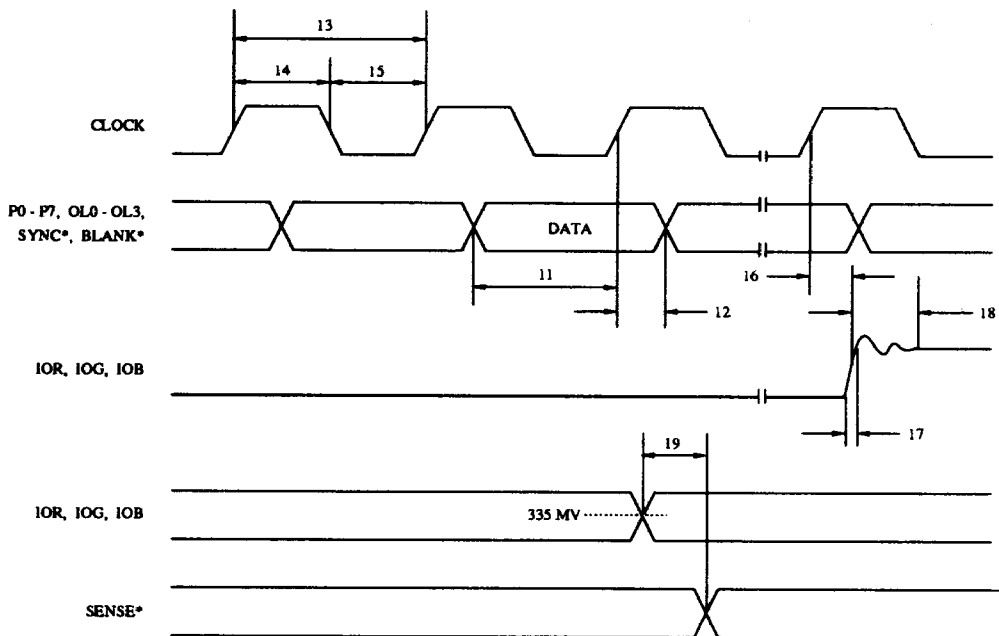 13
14 15
CLOCK
P0 - P7, OL0 - OL3,
SYNC*, BLANK*
DATA
11
16
12
18
IOR, IOG, IOB
17
19
IOR, IOG, IOB
335 MV
SENSE*